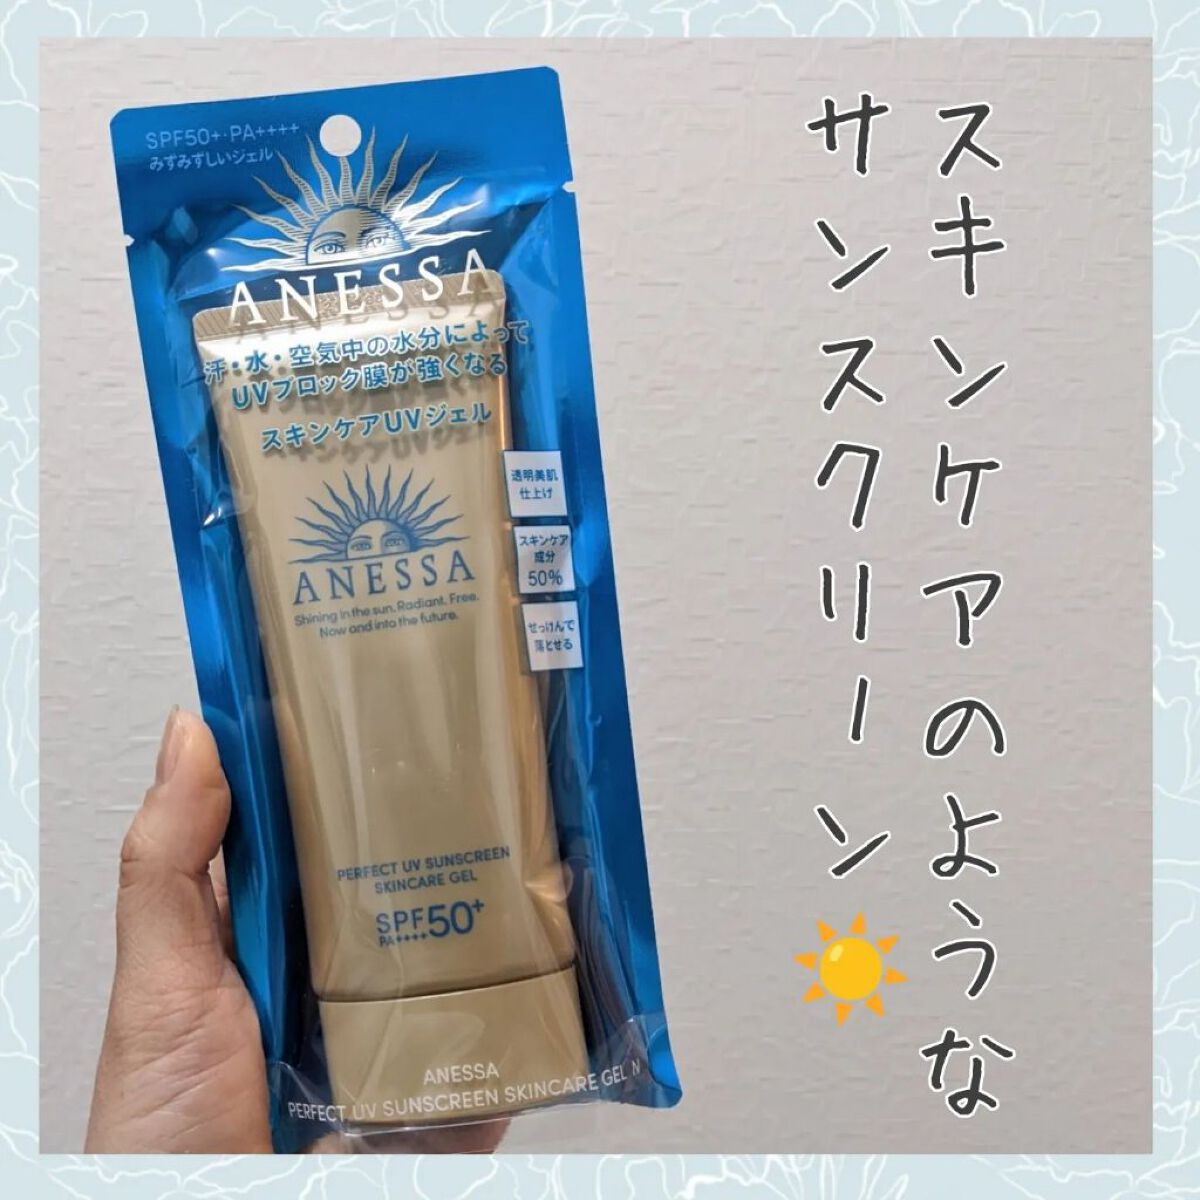 スキンケアのような
サンスクリーン
SPF50+・PA++++
みずみずしいジェル
ANESSA
汗・水・空気中の水分によって
UVブロック膜が強くなる
スキンケアUVジェル
透明美肌
仕上げ
スキンケア
成分
50%
せっけんで
落とせる
ANESSA
Shining in the sun. Radiant. Free.
Now and into the future.
PERFECT UV SUNSCREEN
SKINCARE GEL
SPF50+
PA++++
ANESSA
PERFECT UV SUNSCREEN SKINCARE GEL N